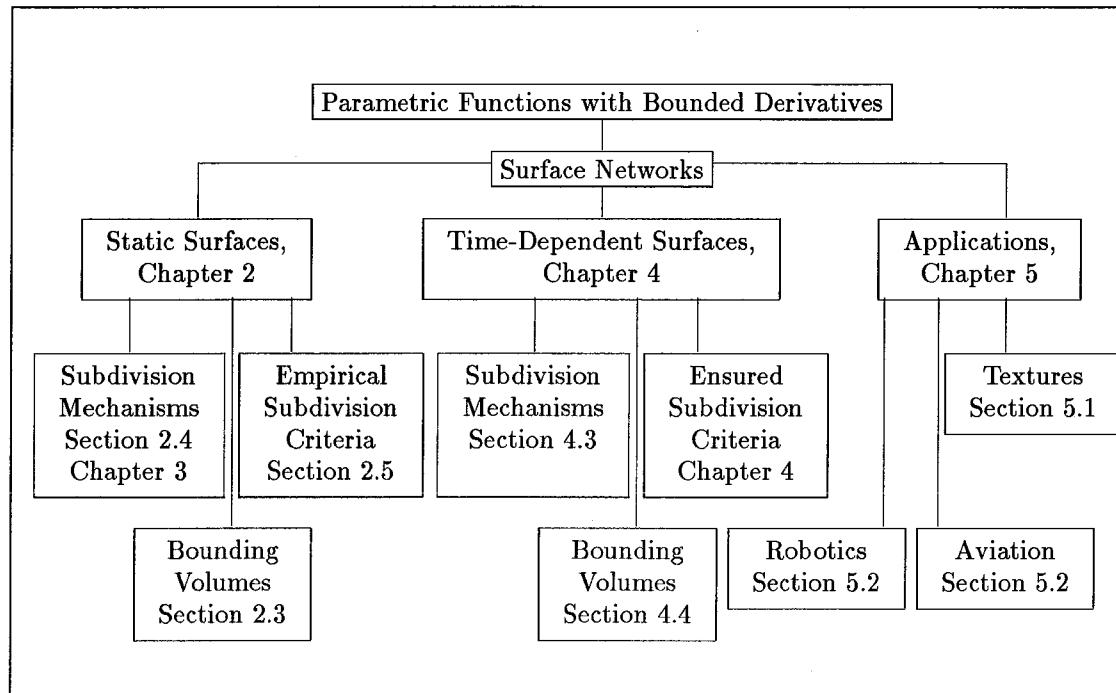 Parametric Functions with Bounded Derivatives
Surface Networks
Static Surfaces,
Chapter 2
Time-Dependent Surfaces,
Chapter 4
Applications,
Chapter 5
Subdivision
Mechanisms
Section 2.4
Chapter 3
Empirical
Subdivision
Criteria
Section 2.5
Subdivision
Mechanisms
Section 4.3
Ensured
Subdivision
Criteria
Chapter 4
Textures
Section 5.1
Bounding
Volumes
Section 2.3
Bounding
Volumes
Section 4.4
Robotics
Section 5.2
Aviation
Section 5.2